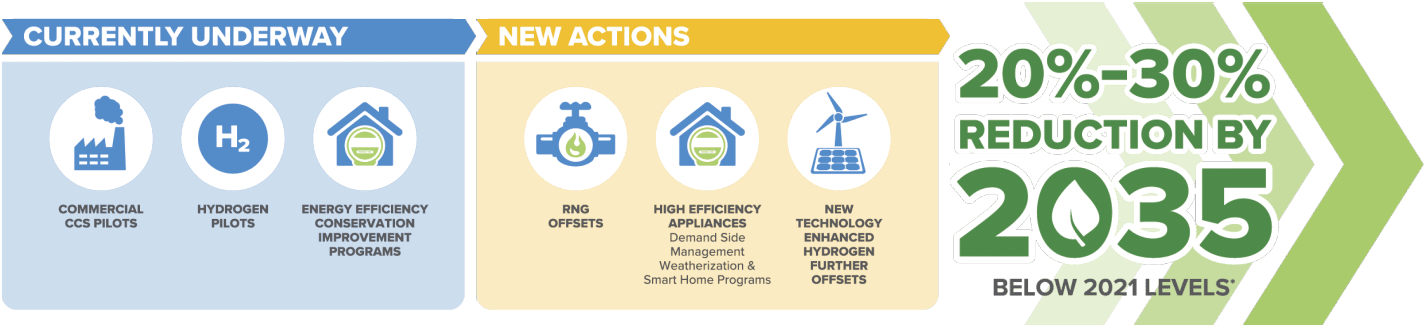 CURRENTLY UNDERWAY
H₂
COMMERCIAL
CCS PILOTS
HYDROGEN
PILOTS
ENERGY EFFICIENCY
CONSERVATION
IMPROVEMENT
PROGRAMS
NEW ACTIONS
RNG
OFFSETS
HIGH EFFICIENCY
APPLIANCES
Demand Side
Management
Weatherization &
Smart Home Programs
NEW
TECHNOLOGY
ENHANCED
HYDROGEN
FURTHER
OFFSETS
20%–30%
REDUCTION BY
2035
BELOW 2021 LEVELS*